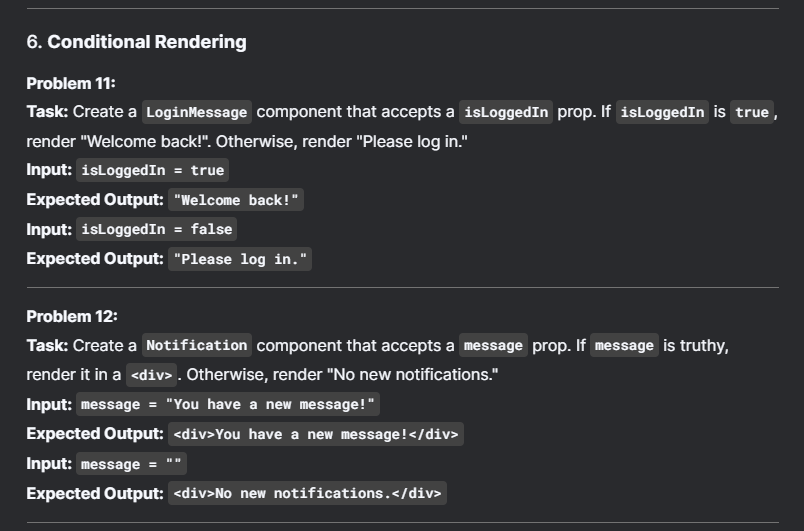 6. Conditional Rendering
Problem 11:
Task: Create a LoginMessage component that accepts a isLoggedIn prop. If isLoggedIn is true,
render "Welcome back!". Otherwise, render "Please log in."
Input: isLoggedIn = true
Expected Output: "Welcome back!"
Input: isLoggedIn = false
Expected Output: "Please log in."
Problem 12:
Task: Create a Notification component that accepts a message prop. If message is truthy,
render it in a <div>. Otherwise, render "No new notifications."
Input: message = "You have a new message!"
Expected Output: <div>You have a new message!</div>
Input: message = ""
Expected Output: <div>No new notifications.</div>